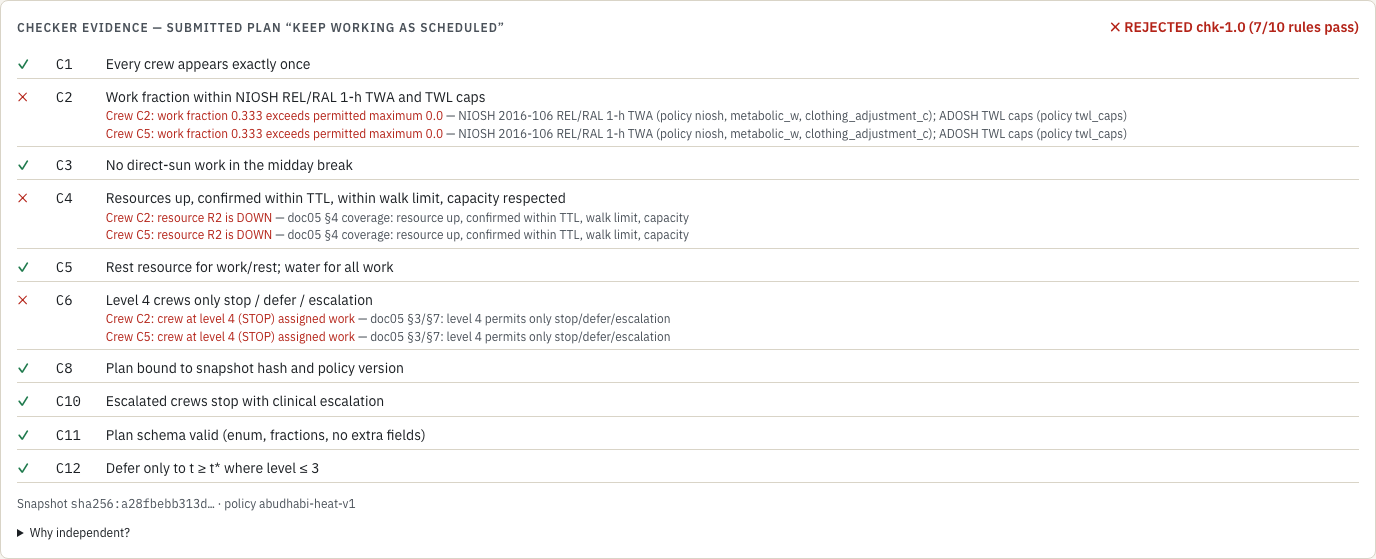 CHECKER EVIDENCE — SUBMITTED PLAN “KEEP WORKING AS SCHEDULED”
✕ REJECTED chk-1.0 (7/10 rules pass)
✓ C1 Every crew appears exactly once
✕ C2 Work fraction within NIOSH REL/RAL 1-h TWA and TWL caps
Crew C2: work fraction 0.333 exceeds permitted maximum 0.0 — NIOSH 2016-106 REL/RAL 1-h TWA (policy niosh, metabolic_w, clothing_adjustment_c); ADOSH TWL caps (policy twl_caps)
Crew C5: work fraction 0.333 exceeds permitted maximum 0.0 — NIOSH 2016-106 REL/RAL 1-h TWA (policy niosh, metabolic_w, clothing_adjustment_c); ADOSH TWL caps (policy twl_caps)
✓ C3 No direct-sun work in the midday break
✕ C4 Resources up, confirmed within TTL, within walk limit, capacity respected
Crew C2: resource R2 is DOWN — doc05 §4 coverage: resource up, confirmed within TTL, walk limit, capacity
Crew C5: resource R2 is DOWN — doc05 §4 coverage: resource up, confirmed within TTL, walk limit, capacity
✓ C5 Rest resource for work/rest; water for all work
✕ C6 Level 4 crews only stop / defer / escalation
Crew C2: crew at level 4 (STOP) assigned work — doc05 §3/§7: level 4 permits only stop/defer/escalation
Crew C5: crew at level 4 (STOP) assigned work — doc05 §3/§7: level 4 permits only stop/defer/escalation
✓ C8 Plan bound to snapshot hash and policy version
✓ C10 Escalated crews stop with clinical escalation
✓ C11 Plan schema valid (enum, fractions, no extra fields)
✓ C12 Defer only to t ≥ t* where level ≤ 3
Snapshot sha256:a28fbebb313d… · policy abudhabi-heat-v1
▶ Why independent?